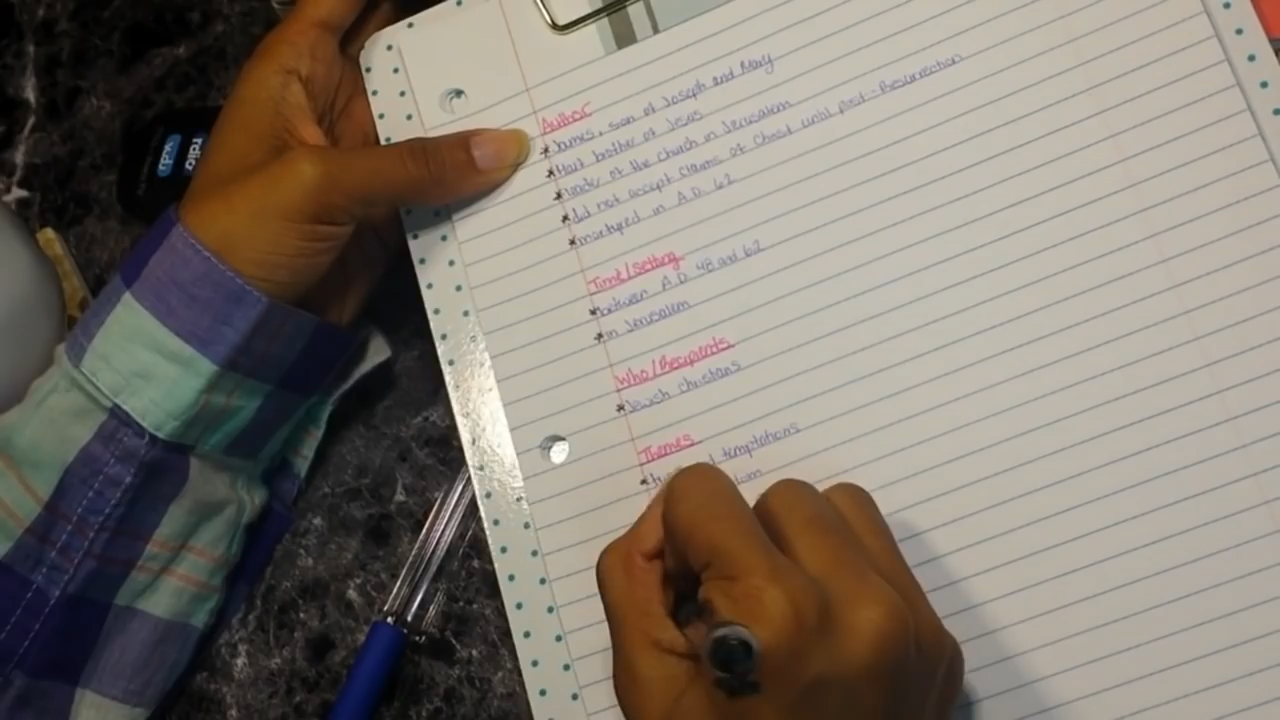 Author
*James, son of Joseph and Mary
*Half brother of Jesus
*leader of the church in Jerusalem
*did not accept claims of Christ until post-Resurrection
*martyred in A.D. 62
Time/Setting
*between A.D. 48 and 62
*in Jerusalem
Who/Recipients
*Jewish Christians
Themes
* temptations
rdio